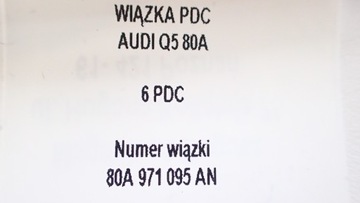 WIĄZKA PDC
AUDI Q5 80A
6 PDC
Numer wiązki
80A 971 095 AN